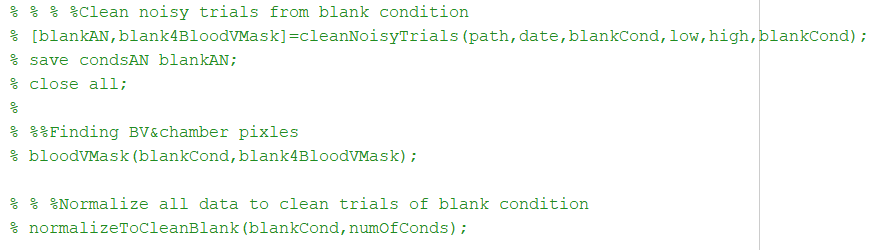 % % % %Clean noisy trials from blank condition
% [blankAN,blank4BloodVMask]=cleanNoisyTrials(path,date,blankCond,low,high,blankCond);
% save condsAN blankAN;
% close all;
%
% %%Finding BV&chamber pixles
% bloodVMask(blankCond,blank4BloodVMask);
% % %Normalize all data to clean trials of blank condition
% normalizeToCleanBlank(blankCond,numOfConds);